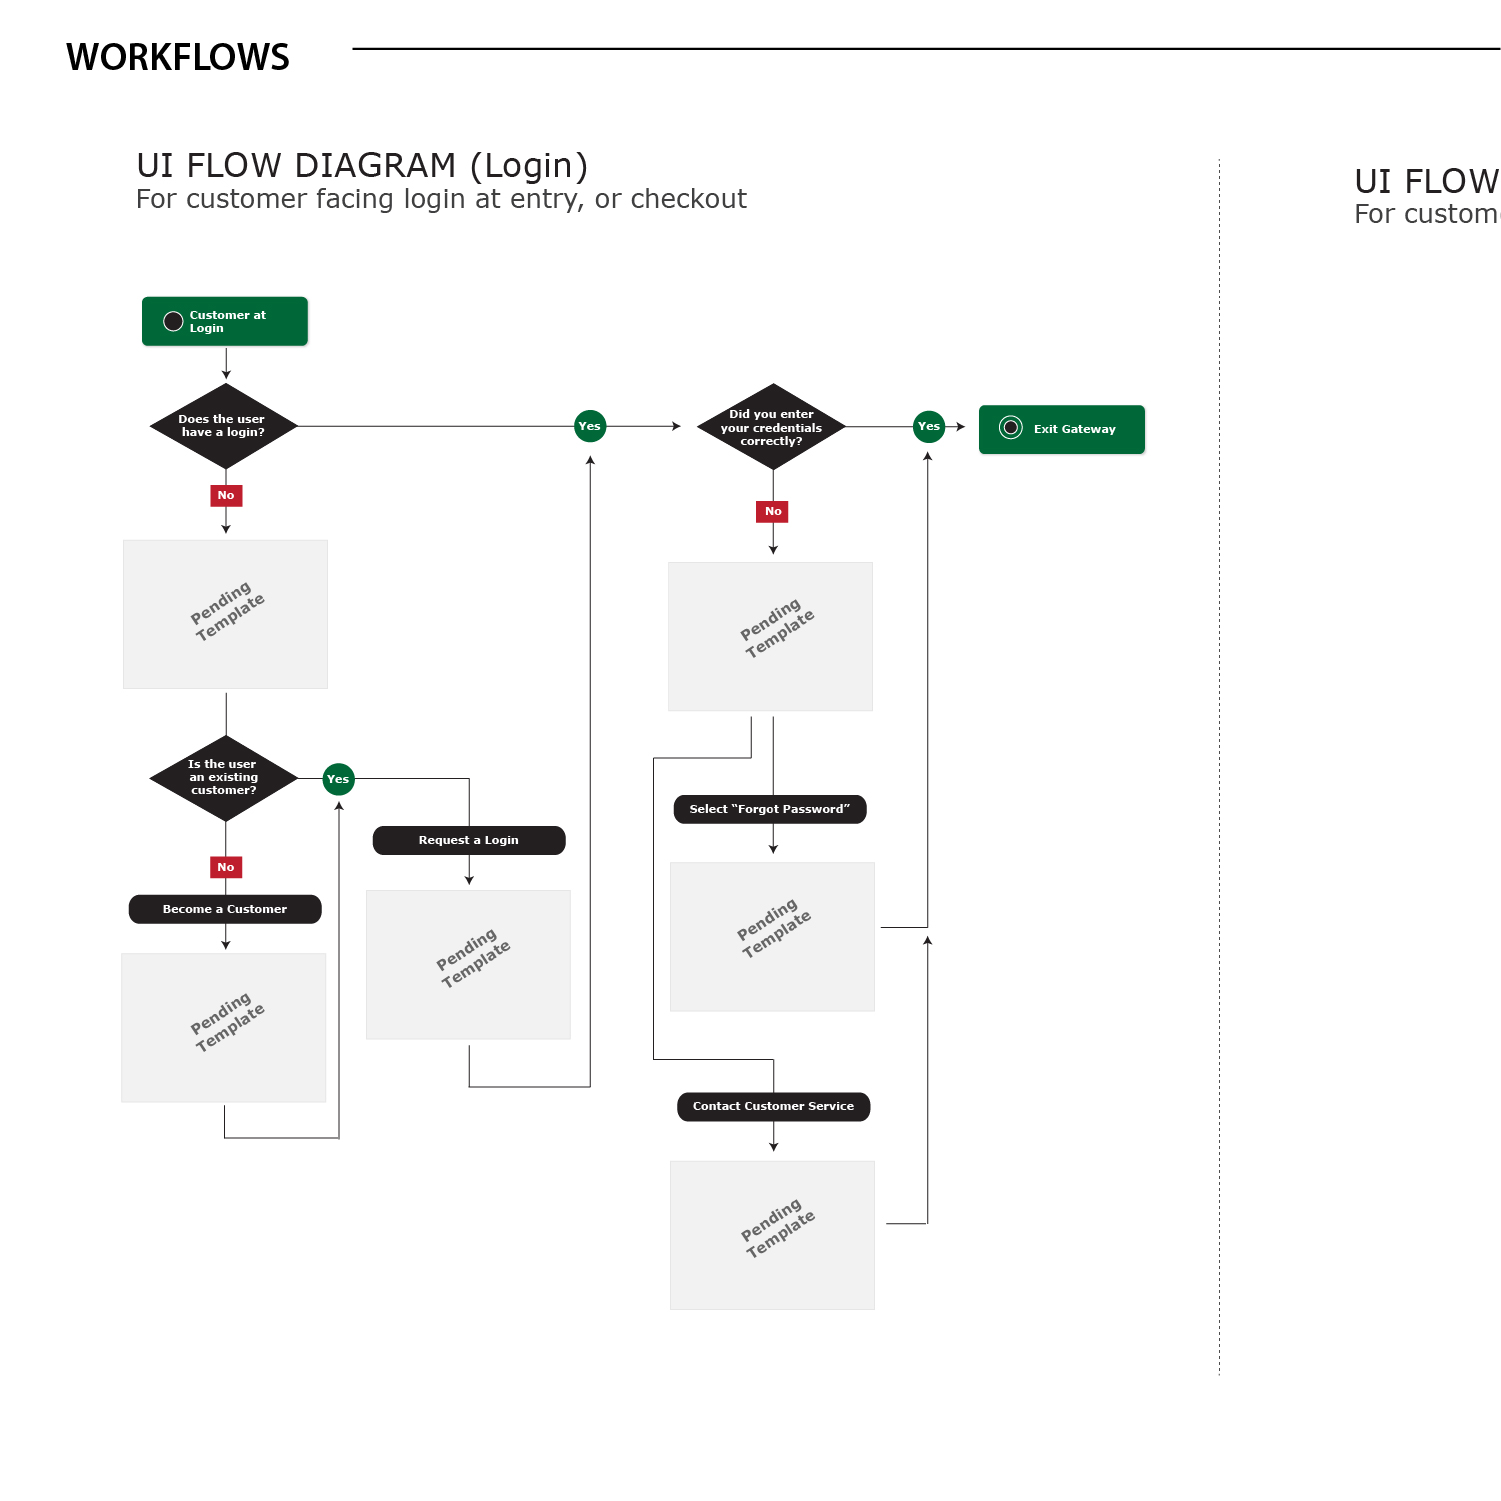 WORKFLOWS
UI FLOW DIAGRAM (Login)
For customer facing login at entry, or checkout
UI FLOW
For custom
Customer at
Login
Does the user
have a login?
Yes
Did you enter
your credentials
correctly?
Yes
Exit Gateway
No
No
Pending
Template
Pending
Template
Is the user
an existing
customer?
Yes
Select “Forgot Password”
Request a Login
No
Become a Customer
Pending
Template
Pending
Template
Pending
Template
Contact Customer Service
Pending
Template